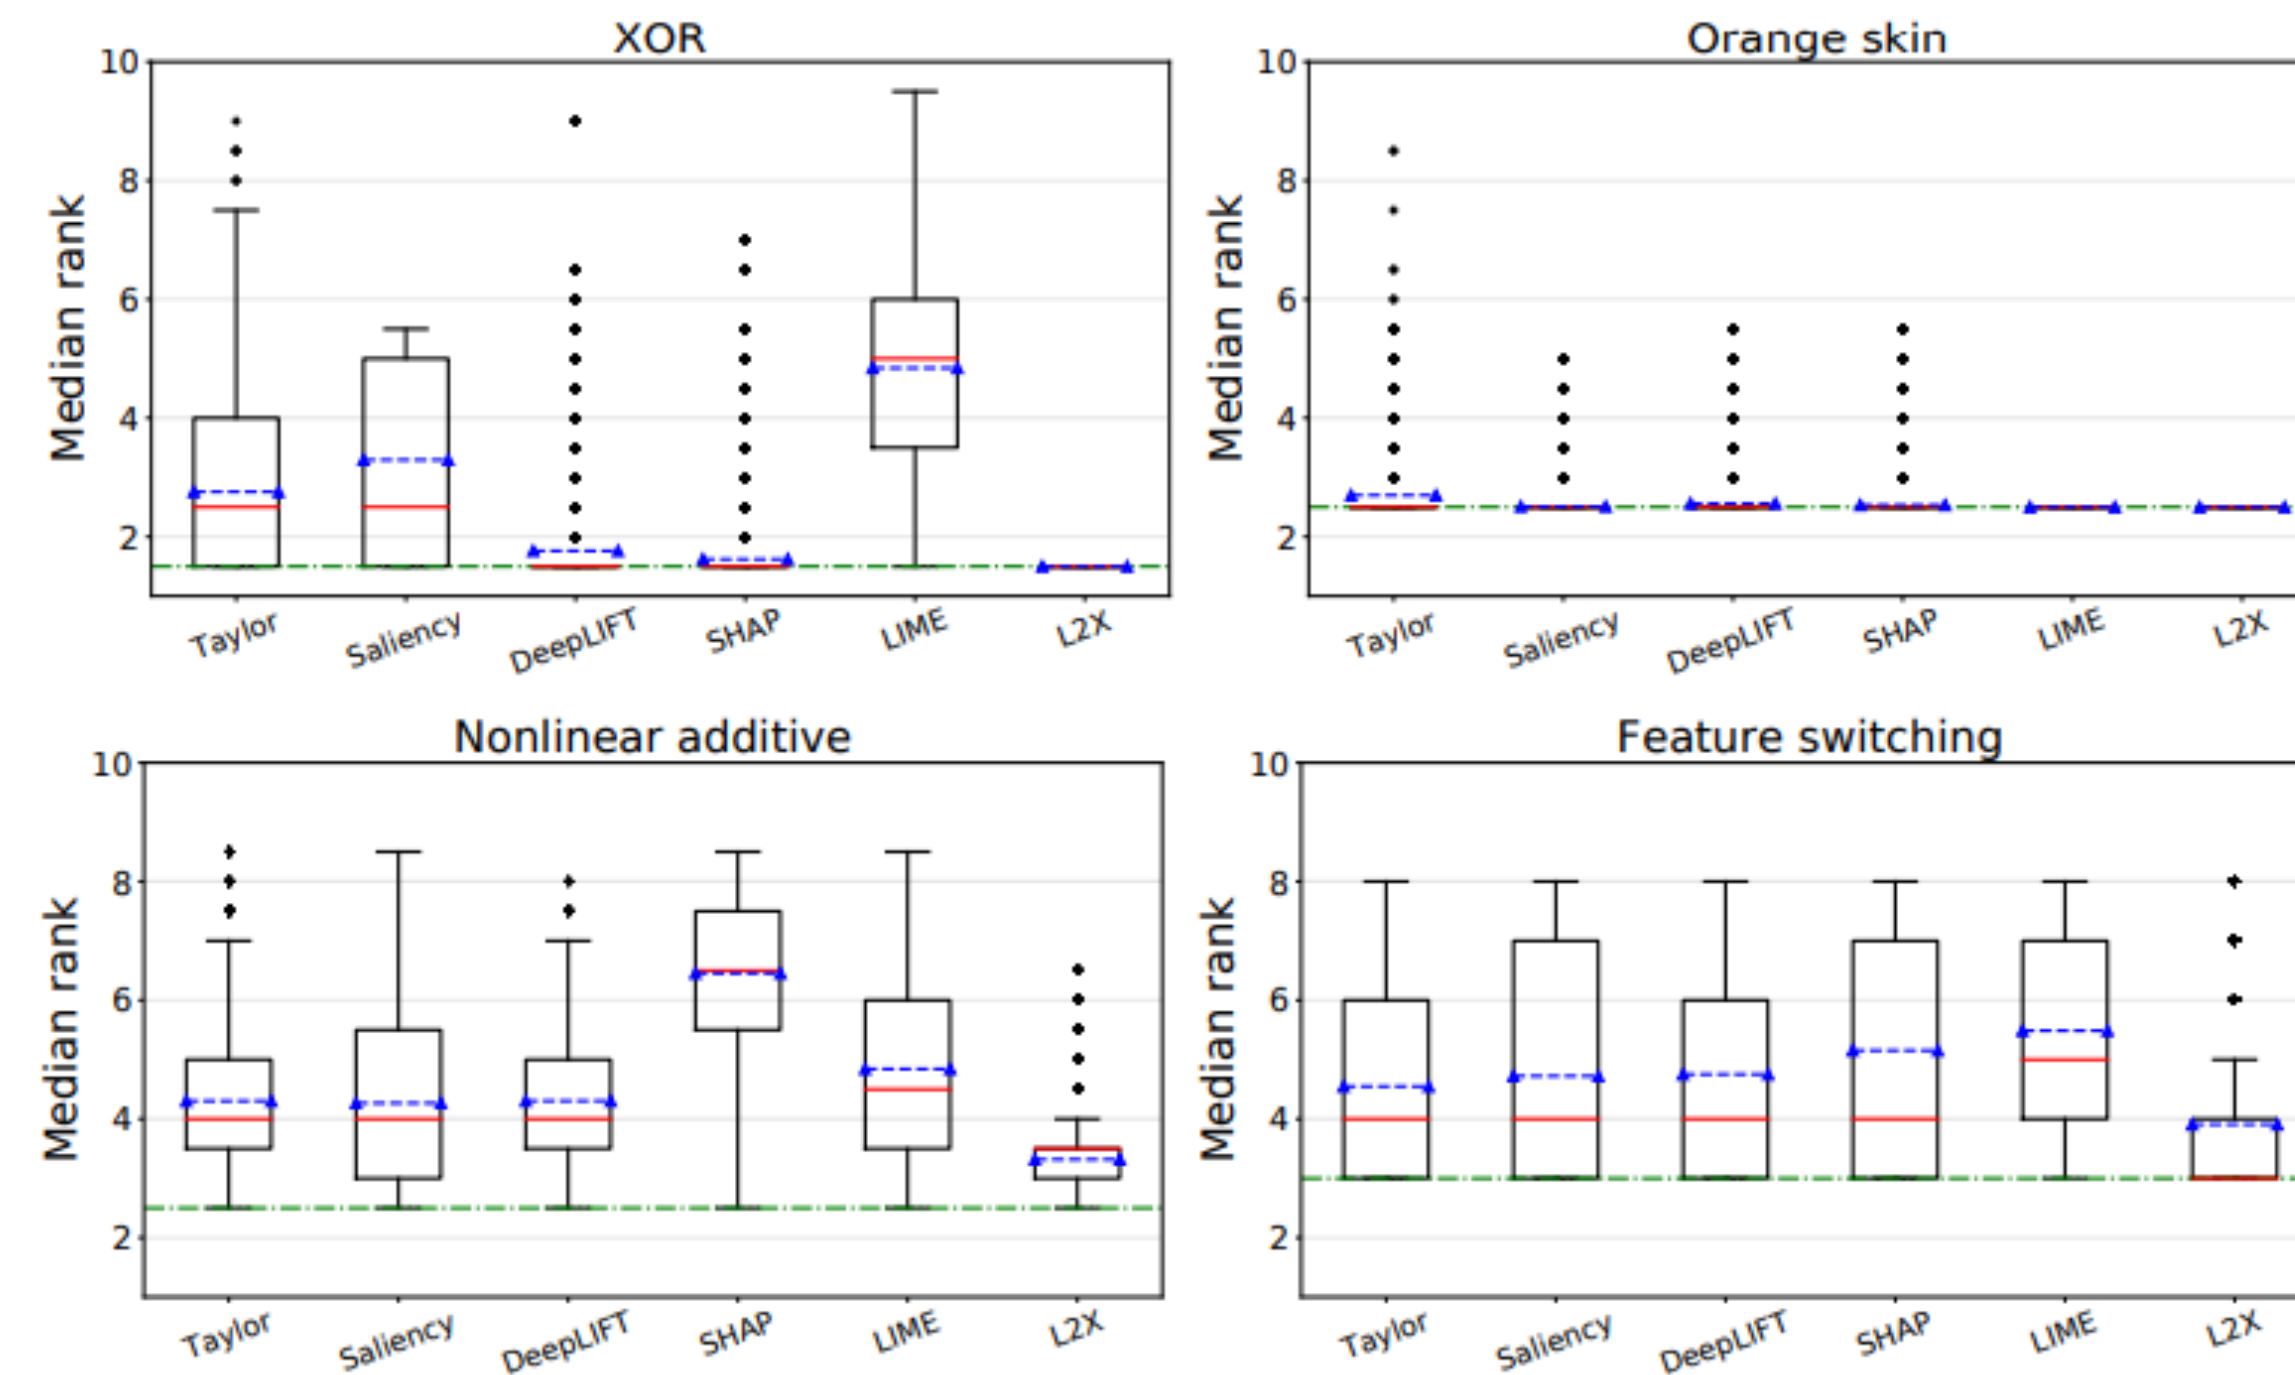 XOR
10
8
6
4
2
Median rank
Taylor
Saliency
DeepLIFT
SHAP
LIME
L2X
Orange skin
10
8
6
4
2
Median rank
Taylor
Saliency
DeepLIFT
SHAP
LIME
L2X
Nonlinear additive
10
8
6
4
2
Median rank
Taylor
Saliency
DeepLIFT
SHAP
LIME
L2X
Feature switching
10
8
6
4
2
Median rank
Taylor
Saliency
DeepLIFT
SHAP
LIME
L2X